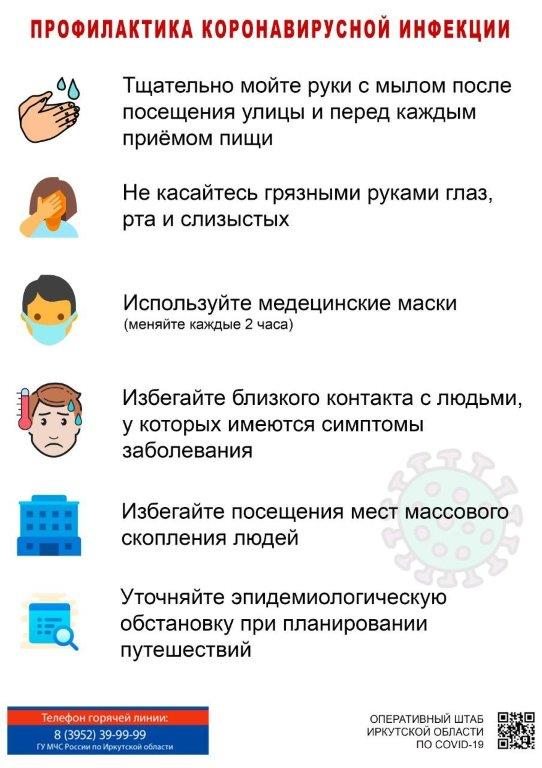 ПРОФИЛАКТИКА КОРОНАВИРУСНОЙ ИНФЕКЦИИ
Тщательно мойте руки с мылом после
посещения улицы и перед каждым
приёмом пищи
Не касайтесь грязными руками глаз,
рта и слизыстых
Используйте медецинские маски
(меняйте каждые 2 часа)
Избегайте близкого контакта с людьми,
у которых имеются симптомы
заболевания
Избегайте посещения мест массового
скопления людей
Уточняйте эпидемиологическую
обстановку при планировании
путешествий
Телефон горячей линии:
8 (3952) 39-99-99
ГУ МЧС России по Иркутской области
ОПЕРАТИВНЫЙ ШТАБ
ИРКУТСКОЙ ОБЛАСТИ
ПО COVID-19